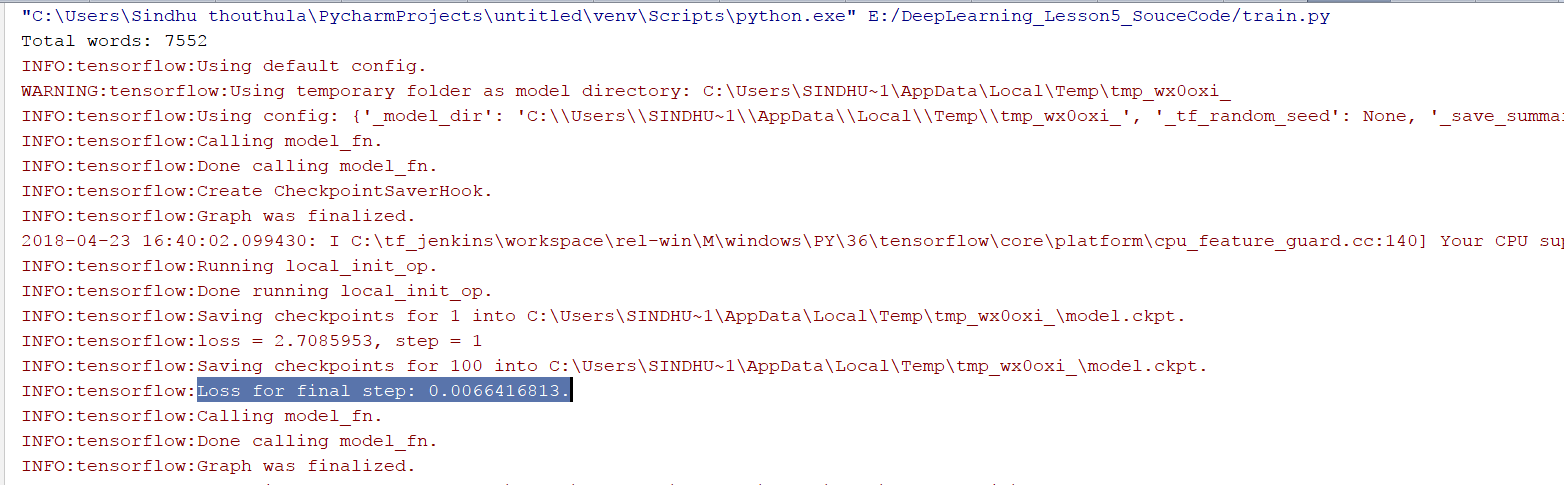 "C:\Users\Sindhu thouthula\PycharmProjects\untitled\venv\Scripts\python.exe" E:/DeepLearning_Lesson5_SouceCode/train.py
Total words: 7552
INFO:tensorflow:Using default config.
WARNING:tensorflow:Using temporary folder as model directory: C:\Users\SINDHU~1\AppData\Local\Temp\tmp_wx0oxi_
INFO:tensorflow:Using config: {'_model_dir': 'C:\\Users\\SINDHU~1\\AppData\\Local\\Temp\\tmp_wx0oxi_', '_tf_random_seed': None, '_save_summa
INFO:tensorflow:Calling model_fn.
INFO:tensorflow:Done calling model_fn.
INFO:tensorflow:Create CheckpointSaverHook.
INFO:tensorflow:Graph was finalized.
2018-04-23 16:40:02.099430: I C:\tf_jenkins\workspace\rel-win\M\windows\PY\36\tensorflow\core\platform\cpu_feature_guard.cc:140] Your CPU sup
INFO:tensorflow:Running local_init_op.
INFO:tensorflow:Done running local_init_op.
INFO:tensorflow:Saving checkpoints for 1 into C:\Users\SINDHU~1\AppData\Local\Temp\tmp_wx0oxi_\model.ckpt.
INFO:tensorflow:loss = 2.7085953, step = 1
INFO:tensorflow:Saving checkpoints for 100 into C:\Users\SINDHU~1\AppData\Local\Temp\tmp_wx0oxi_\model.ckpt.
INFO:tensorflow:Loss for final step: 0.0066416813.
INFO:tensorflow:Calling model_fn.
INFO:tensorflow:Done calling model_fn.
INFO:tensorflow:Graph was finalized.